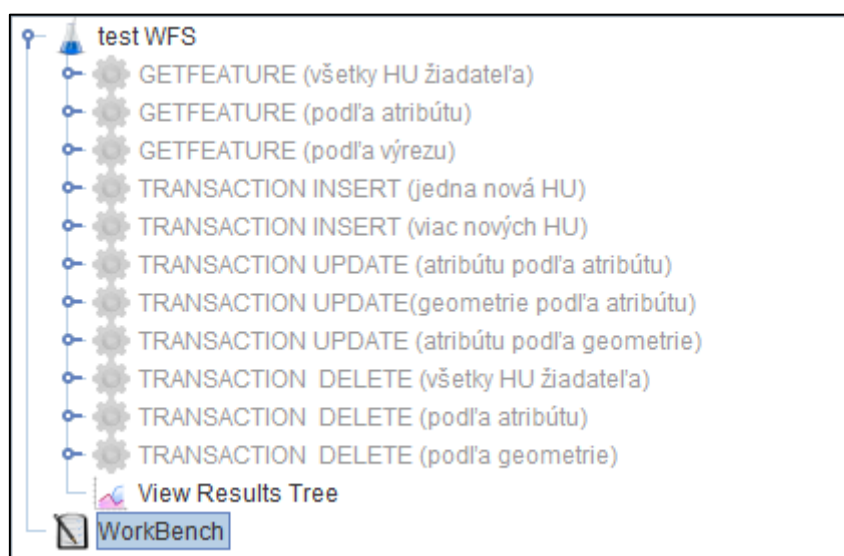 test WFS
GETFEATURE (všetky HU žiadateľa)
GETFEATURE (podľa atribútu)
GETFEATURE (podľa výrezu)
TRANSACTION INSERT (jedna nová HU)
TRANSACTION INSERT (viac nových HU)
TRANSACTION UPDATE (atribútu podľa atribútu)
TRANSACTION UPDATE(geometrie podľa atribútu)
TRANSACTION UPDATE (atribútu podľa geometrie)
TRANSACTION  DELETE (všetky HU žiadateľa)
TRANSACTION  DELETE (podľa atribútu)
TRANSACTION  DELETE (podľa geometrie)
View Results Tree
WorkBench